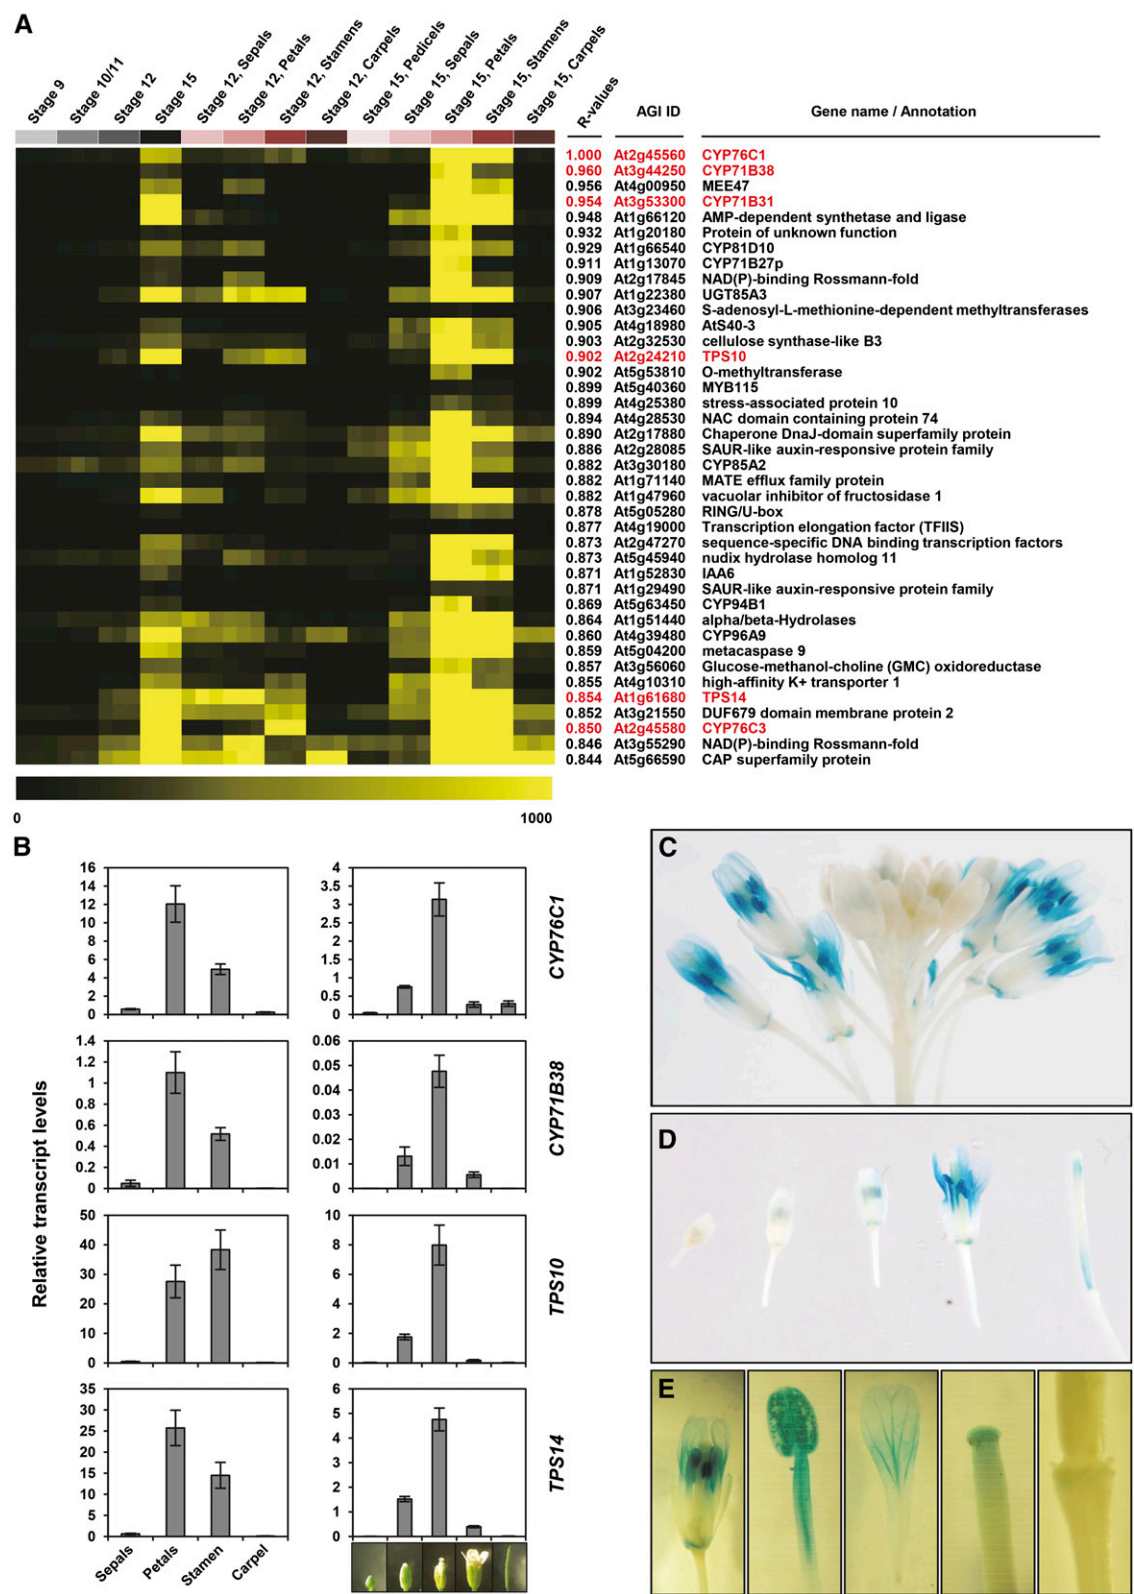 A
Stage 9
Stage 10/11
Stage 12
Stage 15
Stage 12, Sepals
Stage 12, Petals
Stage 12, Stamens
Stage 12, Carpels
Stage 15, Pedicels
Stage 15, Sepals
Stage 15, Petals
Stage 15, Stamens
Stage 15, Carpels
R-values AGI ID Gene name / Annotation
1.000 At2g45560 CYP76C1
0.960 At3g44250 CYP71B38
0.956 At4g00950 MEE47
0.954 At3g53300 CYP71B31
0.948 At1g66120 AMP-dependent synthetase and ligase
0.932 At1g20180 Protein of unknown function
0.929 At1g66540 CYP81D10
0.911 At1g13070 CYP71B27p
0.909 At2g17845 NAD(P)-binding Rossmann-fold
0.907 At1g22380 UGT85A3
0.906 At3g23460 S-adenosyl-L-methionine-dependent methyltransferases
0.905 At4g18980 AtS40-3
0.903 At2g32530 cellulose synthase-like B3
0.902 At2g24210 TPS10
0.902 At5g53810 O-methyltransferase
0.899 At5g40360 MYB115
0.899 At4g25380 stress-associated protein 10
0.894 At4g28530 NAC domain containing protein 74
0.890 At2g17880 Chaperone DnaJ-domain superfamily protein
0.886 At2g28085 SAUR-like auxin-responsive protein family
0.882 At3g30180 CYP85A2
0.882 At1g71140 MATE efflux family protein
0.882 At1g47960 vacuolar inhibitor of fructosidase 1
0.878 At5g05280 RING/U-box
0.877 At4g19000 Transcription elongation factor (TFIIS)
0.873 At2g47270 sequence-specific DNA binding transcription factors
0.873 At5g45940 nudix hydrolase homolog 11
0.871 At1g52830 IAA6
0.871 At1g29490 SAUR-like auxin-responsive protein family
0.869 At5g63450 CYP94B1
0.864 At1g51440 alpha/beta-Hydrolases
0.860 At4g39480 CYP96A9
0.859 At5g04200 metacaspase 9
0.857 At3g56060 Glucose-methanol-choline (GMC) oxidoreductase
0.855 At4g10310 high-affinity K+ transporter 1
0.854 At1g61680 TPS14
0.852 At3g21550 DUF679 domain membrane protein 2
0.850 At2g45580 CYP76C3
0.846 At3g55290 NAD(P)-binding Rossmann-fold
0.844 At5g66590 CAP superfamily protein
0 1000
B
Relative transcript levels
16
14
12
10
8
6
4
2
0
4
3.5
3
2.5
2
1.5
1
0.5
0
CYP76C1
1.4
1.2
1
0.8
0.6
0.4
0.2
0
0.06
0.05
0.04
0.03
0.02
0.01
0
CYP71B38
50
40
30
20
10
0
10
8
6
4
2
0
TPS10
35
30
25
20
15
10
5
0
6
5
4
3
2
1
0
TPS14
Sepals
Petals
Stamen
Carpel
C
D
E